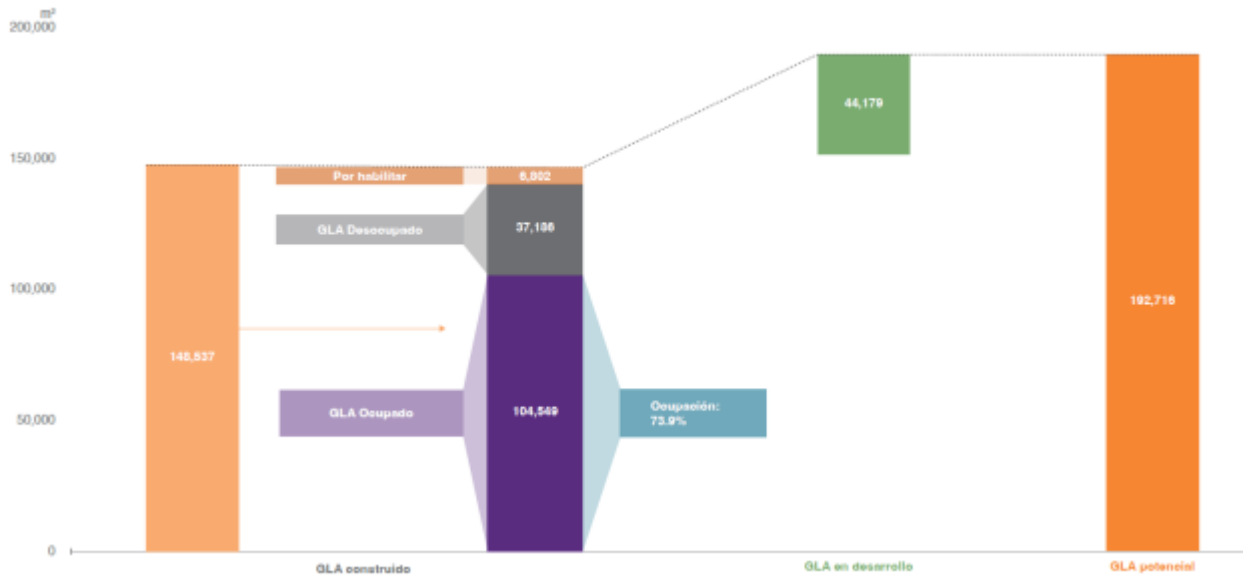 m²
200,000
150,000
100,000
50,000
0
148,537
Por habilitar
6,802
GLA Desocupado
37,186
GLA Ocupado
104,549
Ocupación:
73.9%
44,179
192,716
GLA construído
GLA en desarrollo
GLA potencial